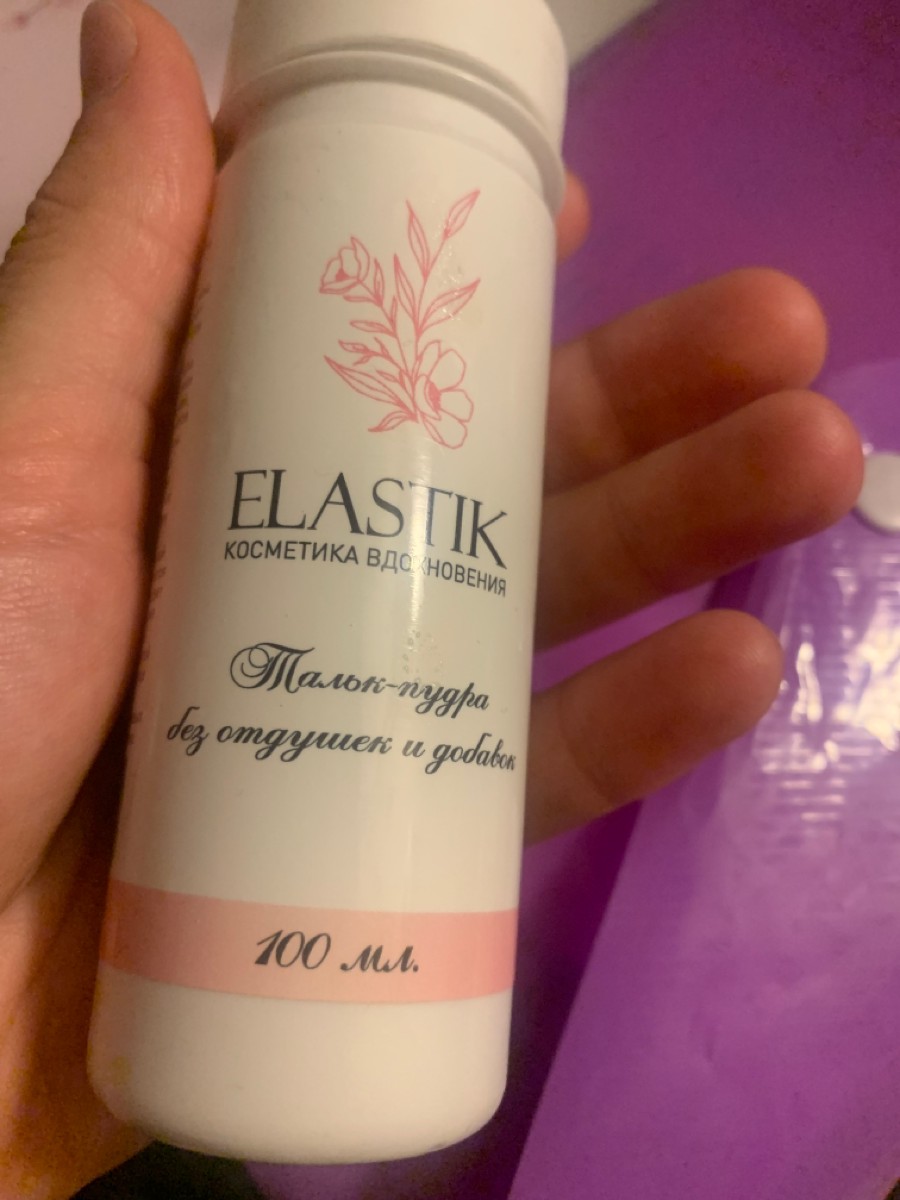 ELASTIK
КОСМЕТИКА ВДОХНОВЕНИЯ
Тальк-пудра
без отдушек и добавок
100 мл.